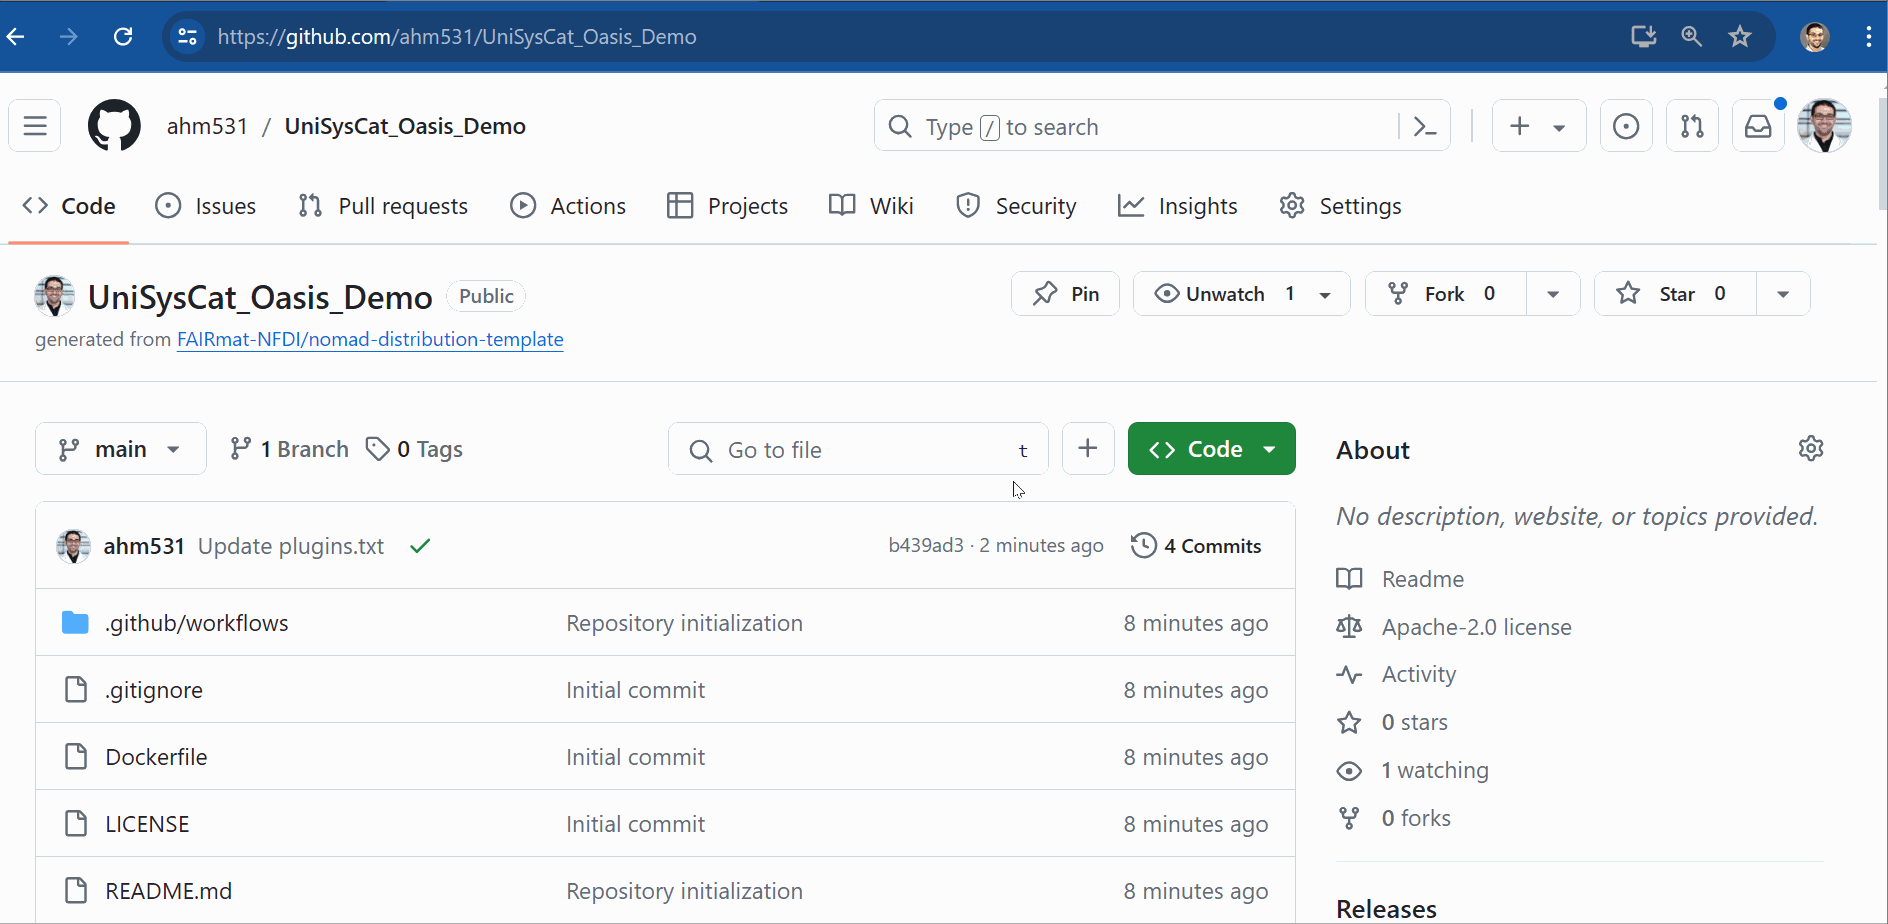 https://github.com/ahm531/UniSysCat_Oasis_Demo
ahm531 / UniSysCat_Oasis_Demo
Type / to search
Code Issues Pull requests Actions Projects Wiki Security Insights Settings
UniSysCat_Oasis_Demo Public
Pin Unwatch 1 Fork 0 Star 0
generated from FAIRmat-NFDI/nomad-distribution-template
main 1 Branch 0 Tags Go to file t Code
About
No description, website, or topics provided.
ahm531 Update plugins.txt b439ad3 · 2 minutes ago 4 Commits
.github/workflows Repository initialization 8 minutes ago
.gitignore Initial commit 8 minutes ago
Dockerfile Initial commit 8 minutes ago
LICENSE Initial commit 8 minutes ago
README.md Repository initialization 8 minutes ago
Readme
Apache-2.0 license
Activity
0 stars
1 watching
0 forks
Releases